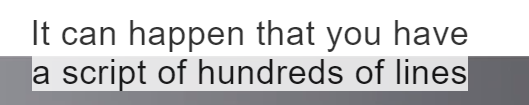 It can happen that you have
a script of hundreds of lines